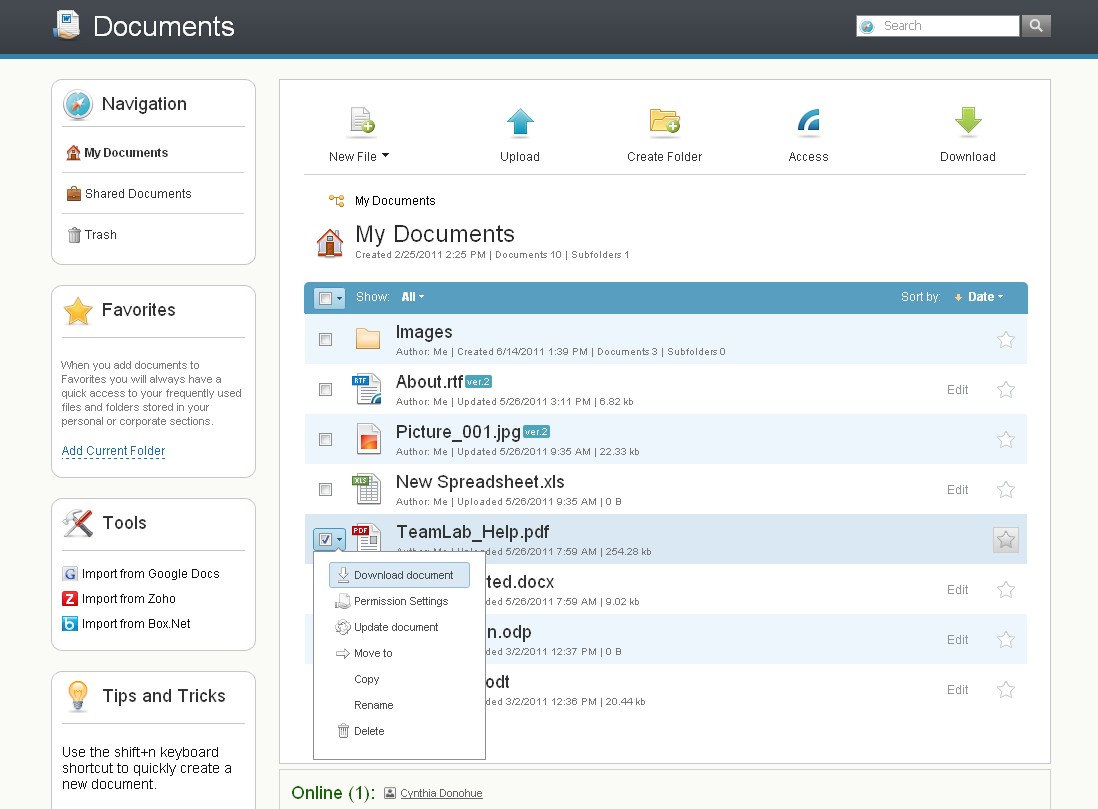 Documents
Search
Navigation
My Documents
Shared Documents
Trash
Favorites
When you add documents to
Favorites you will always have a
quick access to your frequently used
files and folders stored in your
personal or corporate sections.
Add Current Folder
Tools
Import from Google Docs
Import from Zoho
Import from Box.Net
Tips and Tricks
Use the shift+n keyboard
shortcut to quickly create a
new document.
New File
Upload
Create Folder
Access
Download
My Documents
My Documents
Created 2/25/2011 2:25 PM | Documents 10 | Subfolders 1
Show: All
Sort by: Date
Images
Author: Me | Created 6/14/2011 1:39 PM | Documents 3 | Subfolders 0
RTF
About.rtf ver.2
Author: Me | Updated 5/26/2011 3:11 PM | 6.82 kb
Edit
Picture_001.jpg ver.2
Author: Me | Updated 5/26/2011 9:35 AM | 22.33 kb
XLS
New Spreadsheet.xls
Author: Me | Uploaded 5/26/2011 9:35 AM | 0 B
Edit
PDF
TeamLab_Help.pdf
Author: Me | Uploaded 5/26/2011 7:59 AM | 254.28 kb
Download document
Permission Settings
Update document
Move to
Copy
Rename
Delete
ted.docx
ded 5/26/2011 7:59 AM | 9.02 kb
Edit
n.odp
ded 3/2/2011 12:37 PM | 0 B
Edit
odt
ded 3/2/2011 12:36 PM | 20.44 kb
Edit
Online (1): Cynthia Donohue